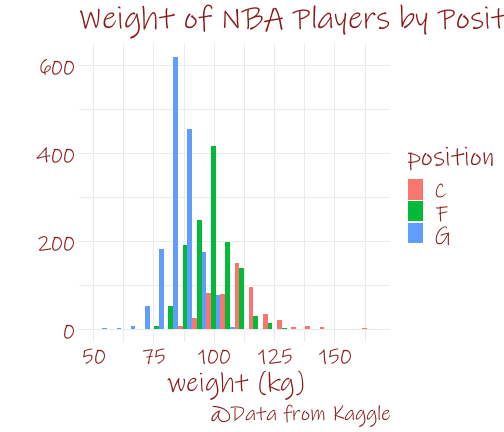 Weight of NBA Players by Posit
600
400
200
0
50 75 100 125 150
weight (kg)
@Data from Kaggle
position
C
F
G